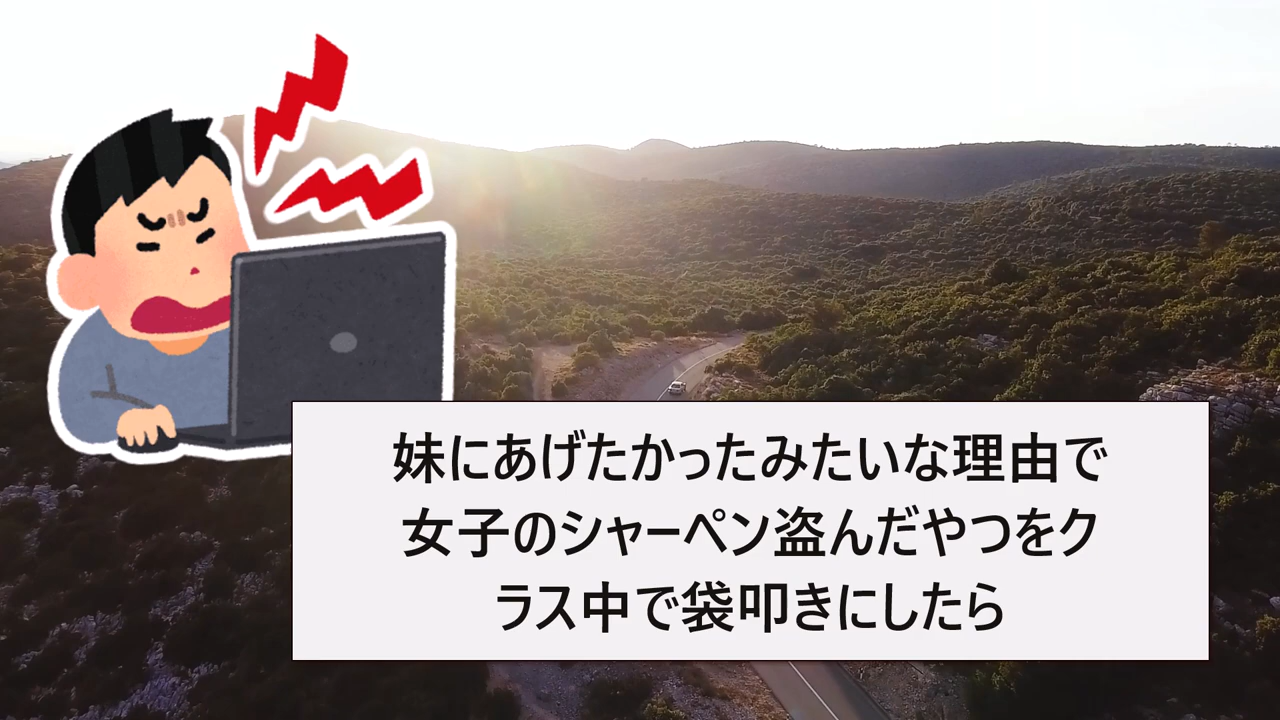 妹にあげたかったみたいな理由で
女子のシャーペン盗んだやつをク
ラス中で袋叩きにしたら